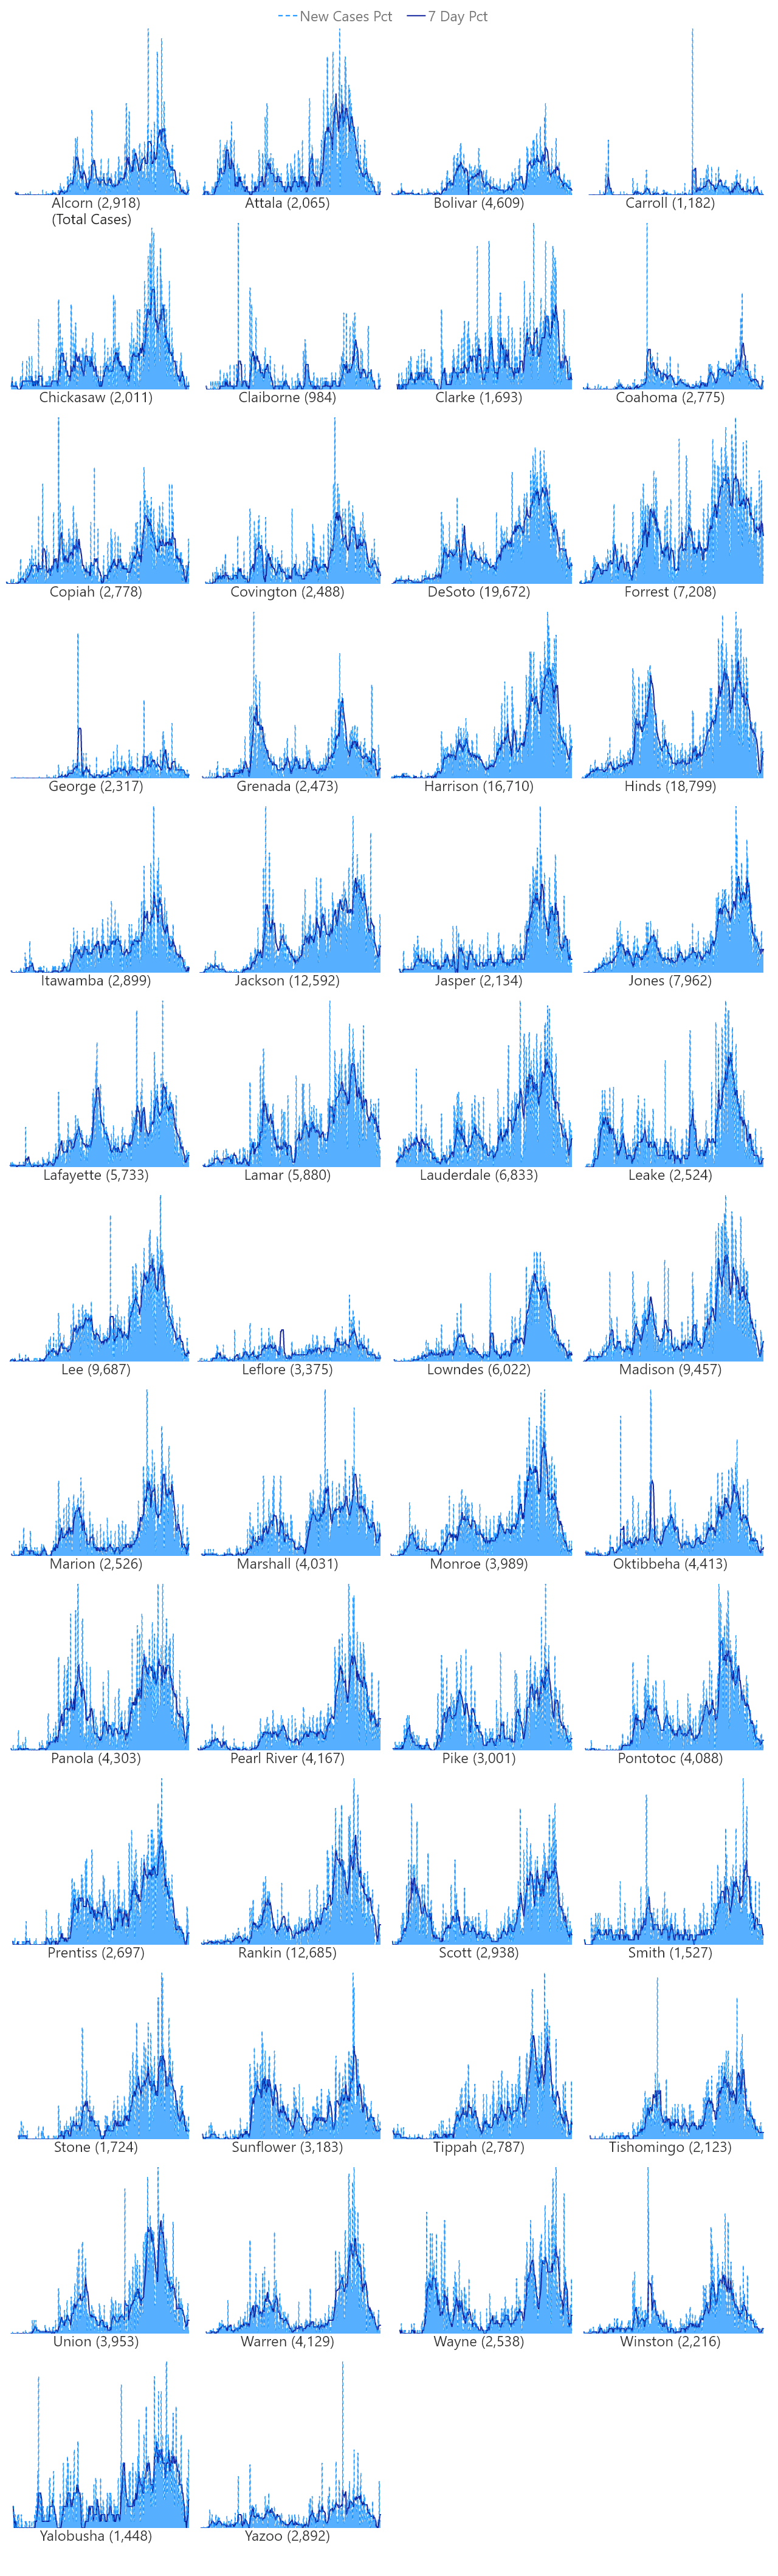 New Cases Pct 7 Day Pct
Alcorn (2,918) Attala (2,065) Bolivar (4,609) Carroll (1,182)
(Total Cases)
Chickasaw (2,011) Claiborne (984) Clarke (1,693) Coahoma (2,775)
Copiah (2,778) Covington (2,488) DeSoto (19,672) Forrest (7,208)
George (2,317) Grenada (2,473) Harrison (16,710) Hinds (18,799)
Itawamba (2,899) Jackson (12,592) Jasper (2,134) Jones (7,962)
Lafayette (5,733) Lamar (5,880) Lauderdale (6,833) Leake (2,524)
Lee (9,687) Leflore (3,375) Lowndes (6,022) Madison (9,457)
Marion (2,526) Marshall (4,031) Monroe (3,989) Oktibbeha (4,413)
Panola (4,303) Pearl River (4,167) Pike (3,001) Pontotoc (4,088)
Prentiss (2,697) Rankin (12,685) Scott (2,938) Smith (1,527)
Stone (1,724) Sunflower (3,183) Tippah (2,787) Tishomingo (2,123)
Union (3,953) Warren (4,129) Wayne (2,538) Winston (2,216)
Yalobusha (1,448) Yazoo (2,892)